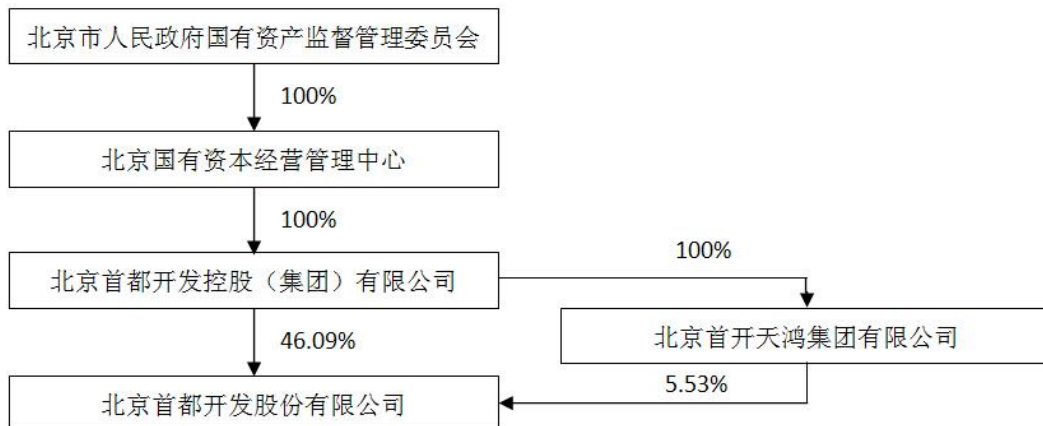 北京市人民政府国有资产监督管理委员会
100%
北京国有资本经营管理中心
100%
100%
北京首都开发控股（集团）有限公司
46.09%
北京首开天鸿集团有限公司
5.53%
北京首都开发股份有限公司